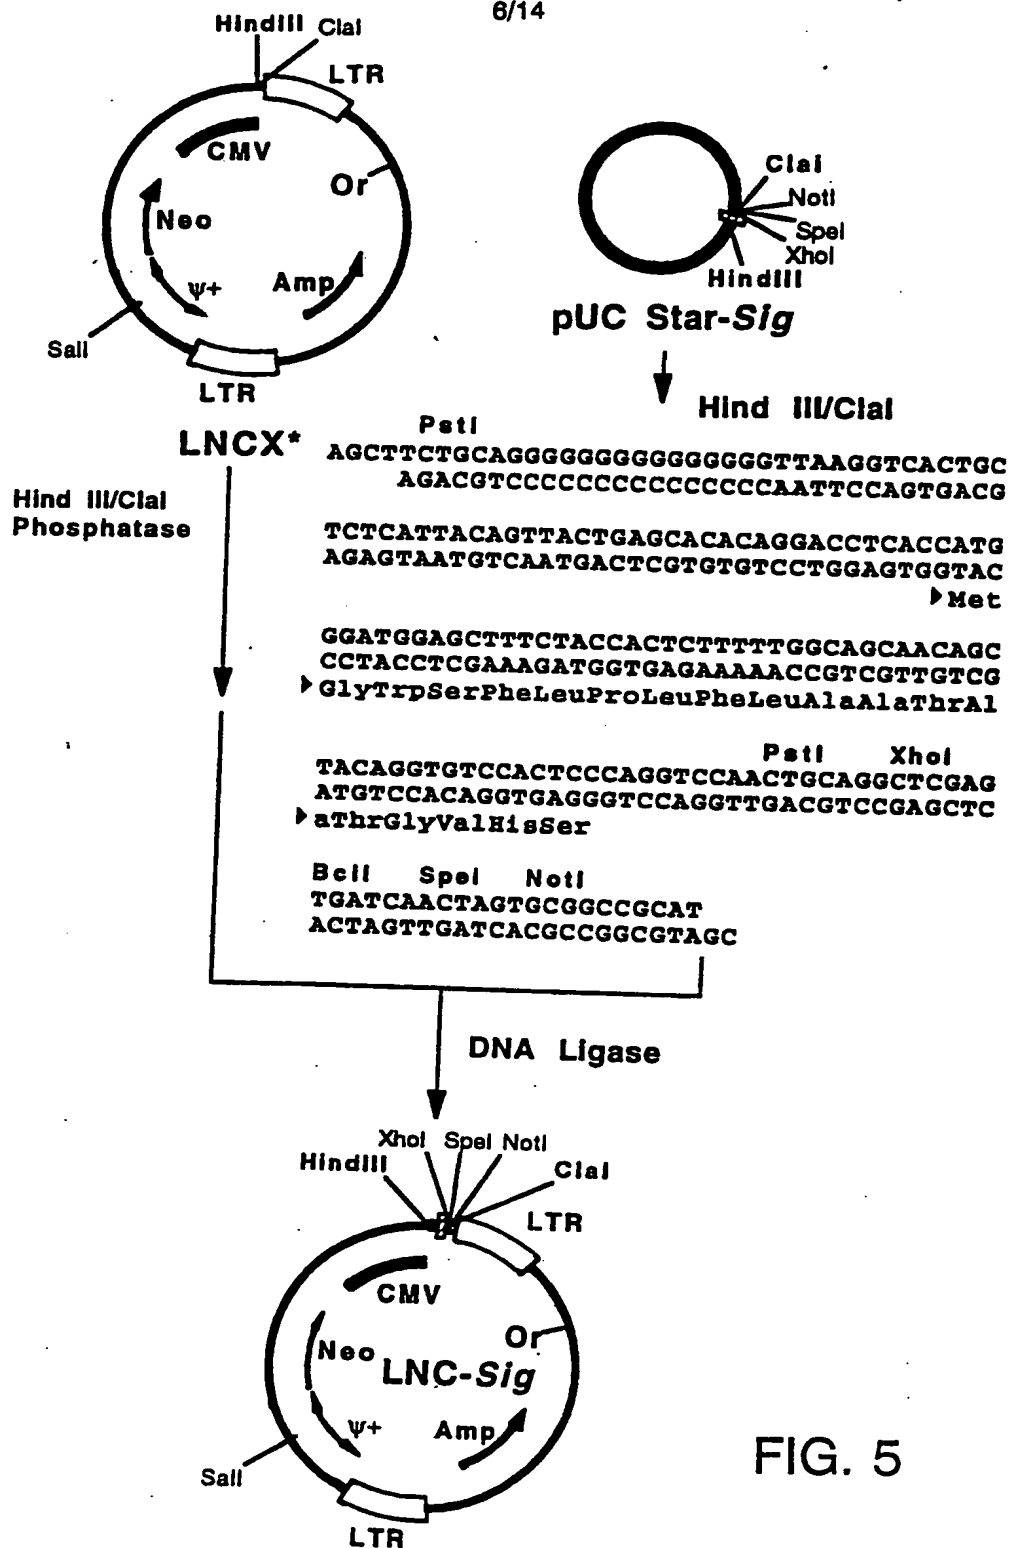 6/14
HindIII ClaI
LTR
CMV
Or
Neo
ψ+
Amp
SalI
LTR
LNCX*
ClaI
NotI
SpeI
XhoI
HindIII
pUC Star-Sig
Hind III/ClaI
Hind III/ClaI
Phosphatase
PstI
AGCTTCTGCAGGGGGGGGGGGGGGGGTTAAGGTCACTGC
AGACGTCCCCCCCCCCCCCCCCAATTCCAGTGACG
TCTCATTACAGTTACTGAGCACACAGGACCTCACCATG
AGAGTAATGTCAATGACTCGTGTGTCCTGGAGTGGTAC
Met
GGATGGAGCTTTCTACCACTCTTTTTGGCAGCAACAGC
CCTACCTCGAAAGATGGTGAGAAAAACCGTCGTTGTCG
GlyTrpSerPheLeuProLeuPheLeuAlaAlaThrAl
PstI XhoI
TACAGGTGTCCACTCCCAGGTCCAACTGCAGGCTCGAG
ATGTCCACAGGTGAGGGTCCAGGTTGACGTCCGAGCTC
aThrGlyValHisSer
BclI SpeI NotI
TGATCAACTAGTGCGGCCGCAT
ACTAGTTGATCACGCCGGCGTAGC
DNA Ligase
XhoI SpeI NotI
HindIII ClaI
LTR
CMV
Or
Neo
LNC-Sig
ψ+
Amp
SalI
LTR
FIG. 5